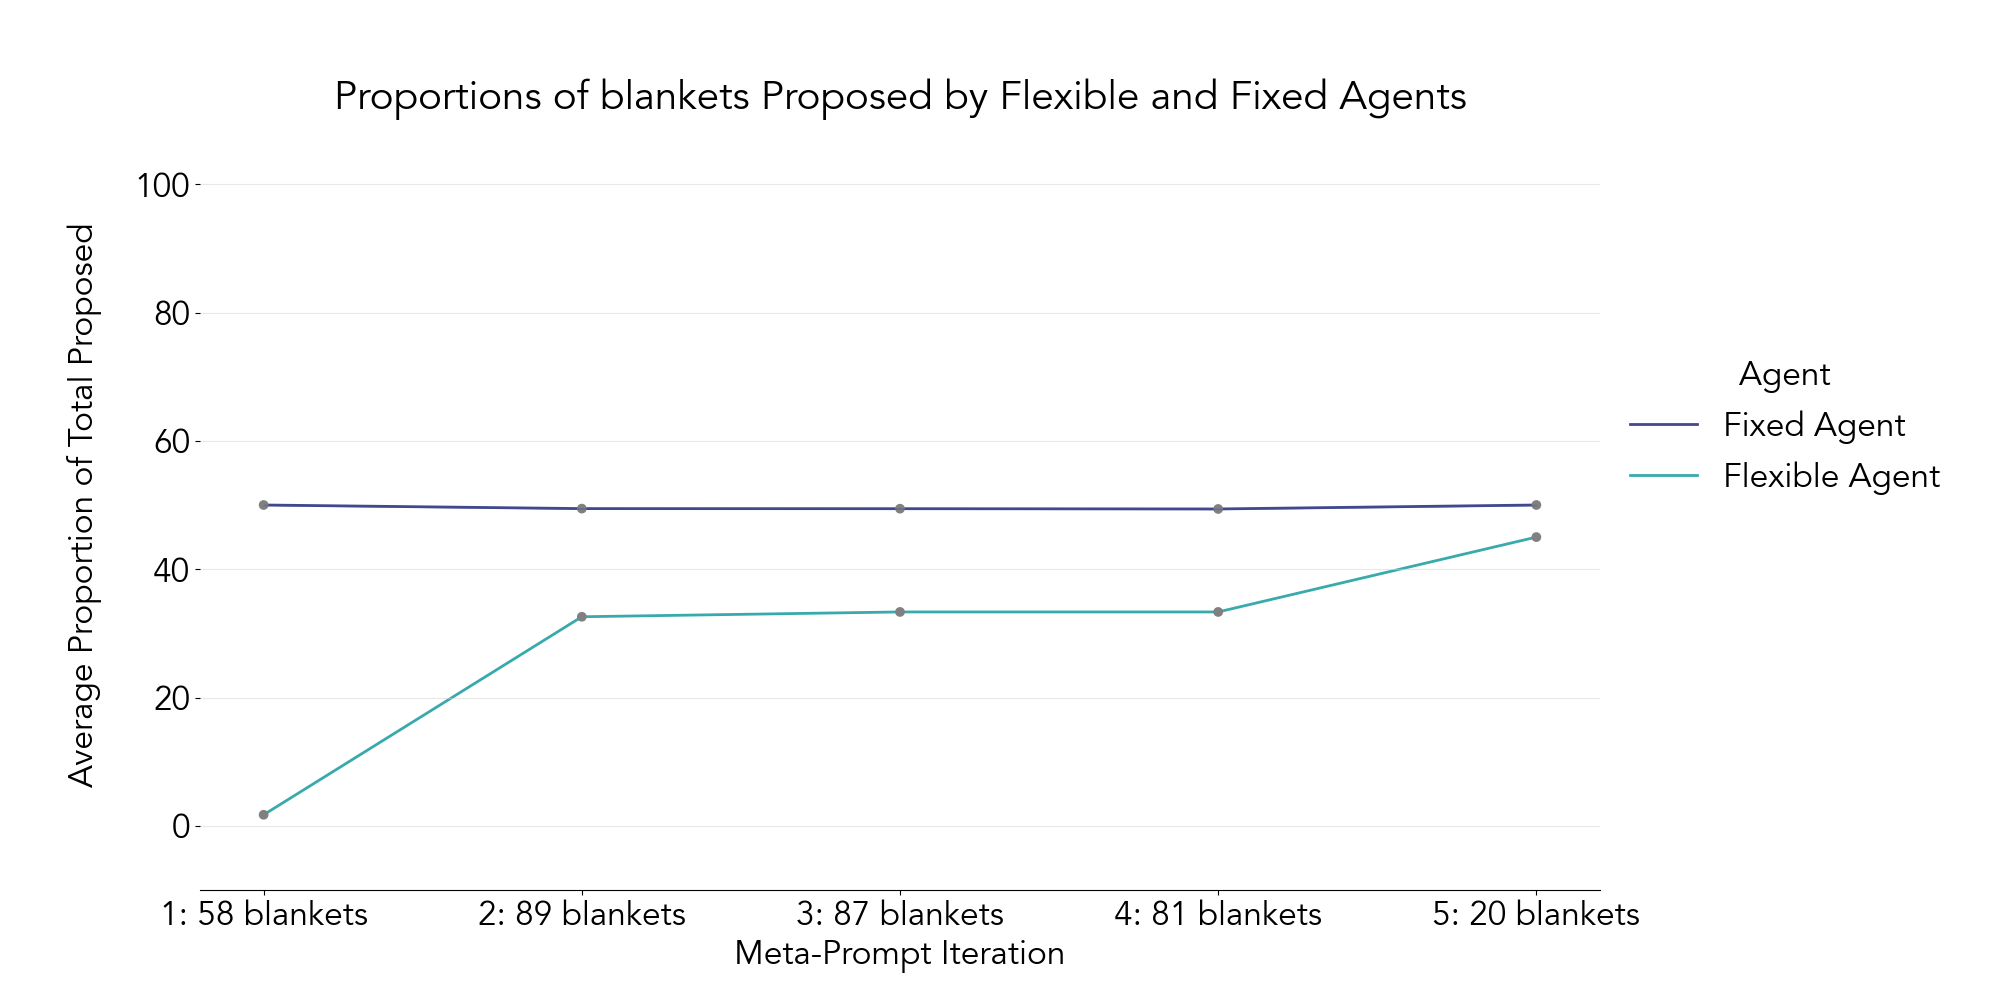 Proportions of blankets Proposed by Flexible and Fixed Agents
Average Proportion of Total Proposed
100
80
60
40
20
0
1: 58 blankets
2: 89 blankets
3: 87 blankets
4: 81 blankets
5: 20 blankets
Meta-Prompt Iteration
Agent
Fixed Agent
Flexible Agent